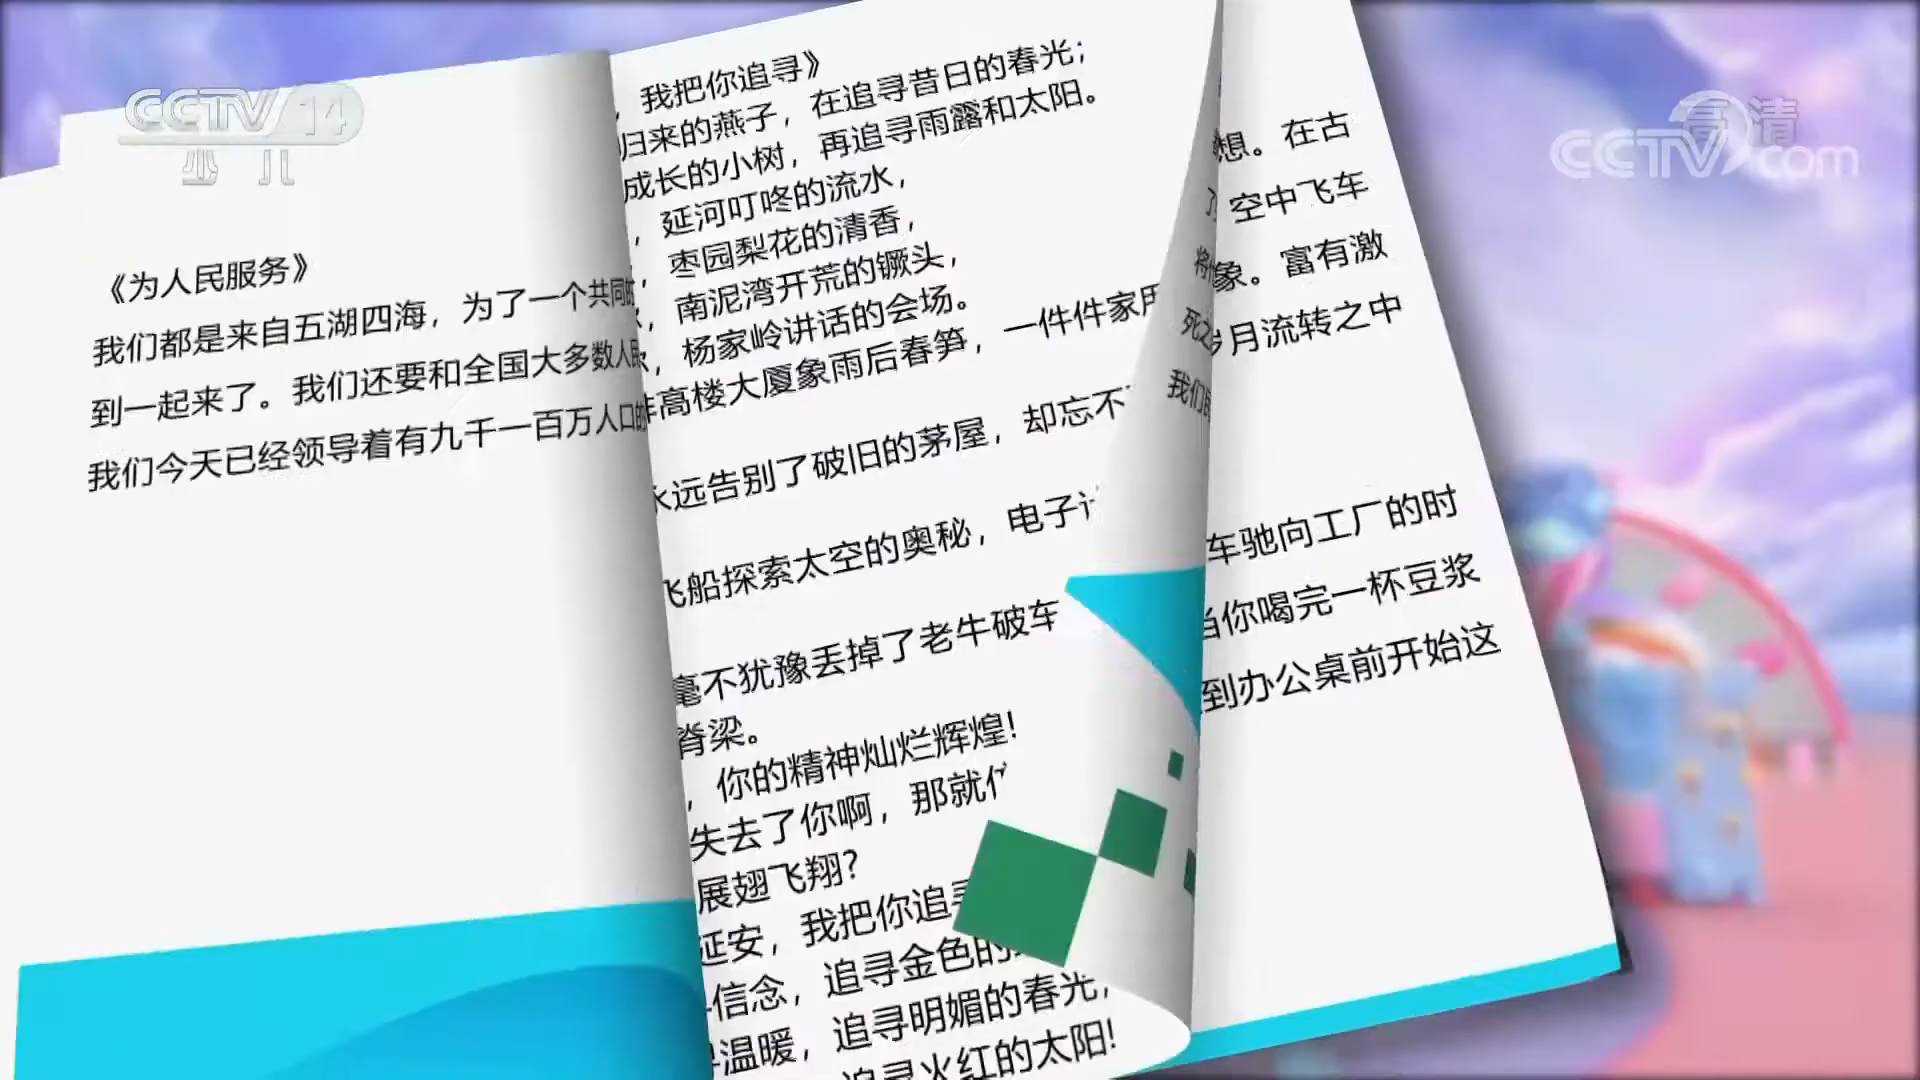 CCTV 14
少儿
高清
CCTV.com
《为人民服务》
我们都是来自五湖四海，为了一个共同
到一起来了。我们还要和全国大多数人民
我们今天已经领导着有九千一百万人口的
，我把你追寻》
归来的燕子，在追寻昔日的春光；
成长的小树，再追寻雨露和太阳。
，延河叮咚的流水，
，枣园梨花的清香，
，南泥湾开荒的镢头，
，杨家岭讲话的会场。
排高楼大厦象雨后春笋，一件件家用
永远告别了破旧的茅屋，却忘不
飞船探索太空的奥秘，电子
毫不犹豫丢掉了老牛破车
脊梁。
，你的精神灿烂辉煌！
失去了你啊，那就
展翅飞翔？
延安，我把你追寻
信念，追寻金色的
温暖，追寻明媚的春光，
追寻火红的太阳！
将
死
我们
想。在古
了空中飞车
象。富有激
岁月流转之中
车驰向工厂的时
当你喝完一杯豆浆
到办公桌前开始这